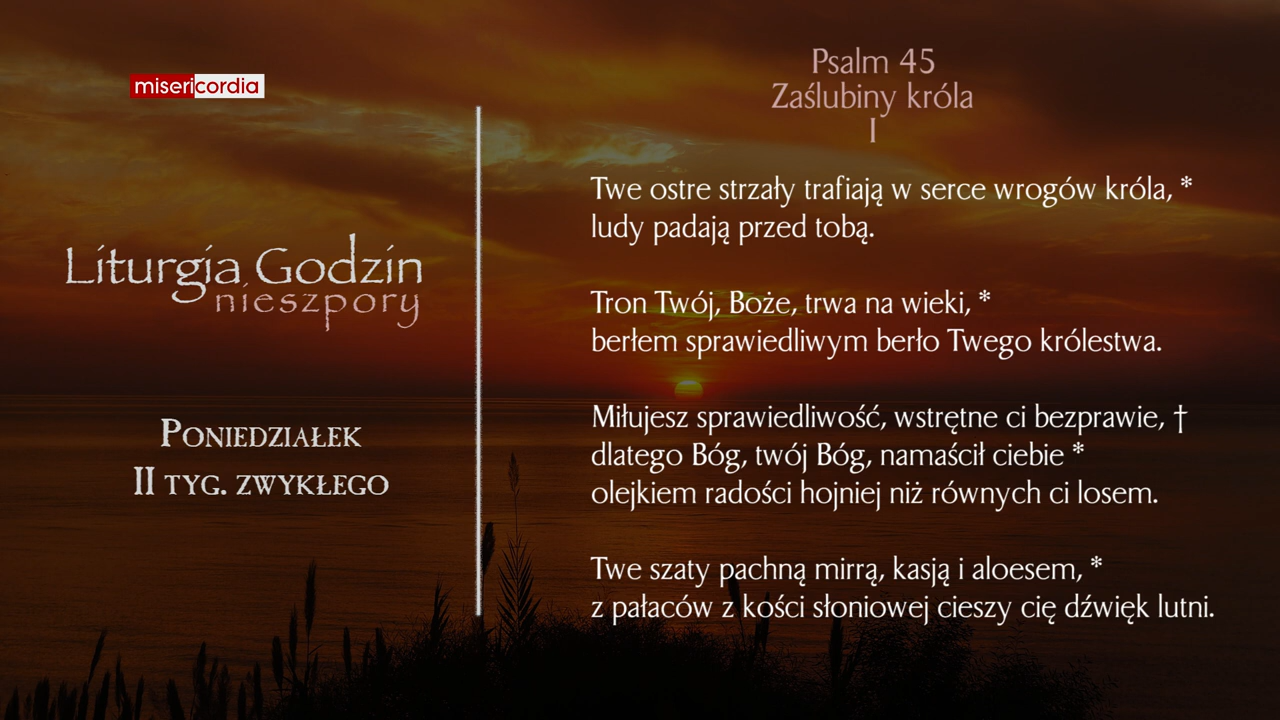 misericordia
Liturgia Godzin
nieszpory
Poniedziałek
II tyg. zwykłego
Psalm 45
Zaślubiny króla
I
Twe ostre strzały trafiają w serce wrogów króla, *
ludy padają przed tobą.
Tron Twój, Boże, trwa na wieki, *
berłem sprawiedliwym berło Twego królestwa.
Miłujesz sprawiedliwość, wstrętne ci bezprawie, †
dlatego Bóg, twój Bóg, namaścił ciebie *
olejkiem radości hojniej niż równych ci losem.
Twe szaty pachną mirrą, kasją i aloesem, *
z pałaców z kości słoniowej cieszy cię dźwięk lutni.